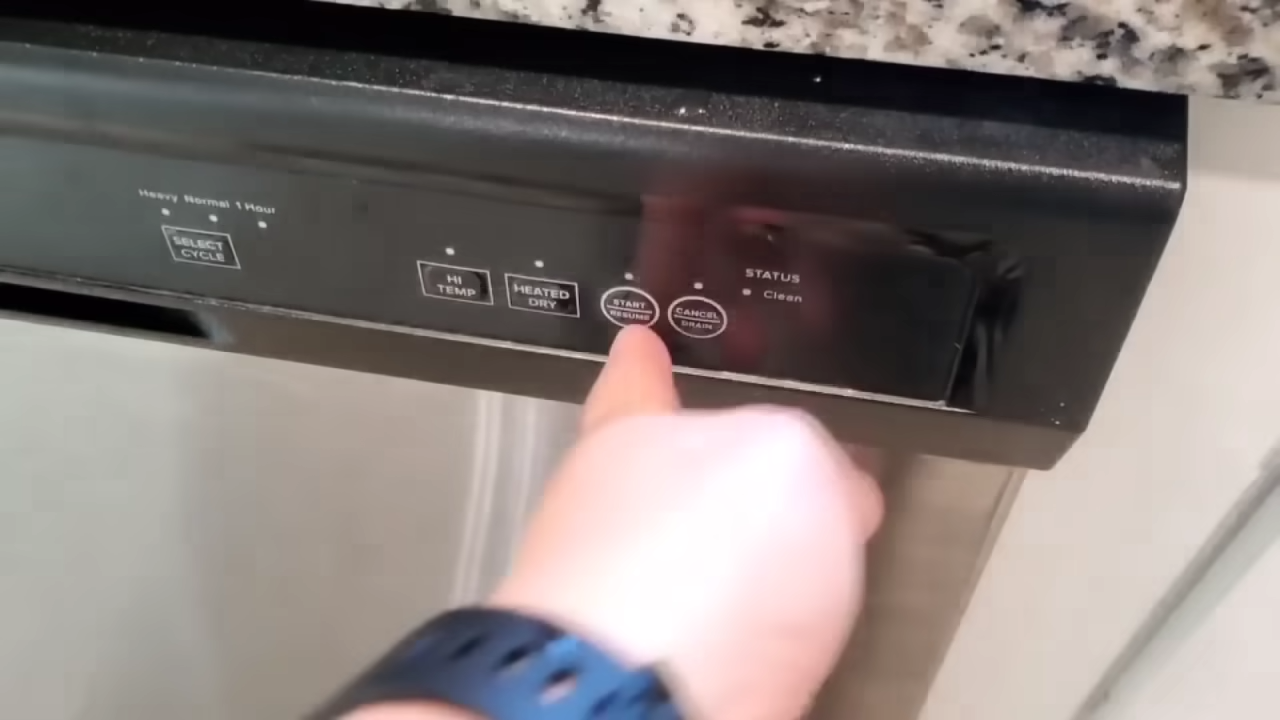 Heavy Normal 1 Hour
SELECT
CYCLE
HI
TEMP
HEATED
DRY
START
RESUME
CANCEL
DRAIN
STATUS
Clean